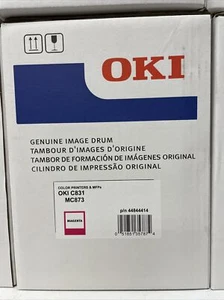 OKI
GENUINE IMAGE DRUM
TAMBOUR D'IMAGES D'ORIGINE
TAMBOR DE FORMACIÓN DE IMÁGENES ORIGINAL
CILINDRO DE IMPRESSÃO ORIGINAL
COLOR PRINTERS & MFPs
OKI C831
MC873
p/n 44844414
MAGENTA